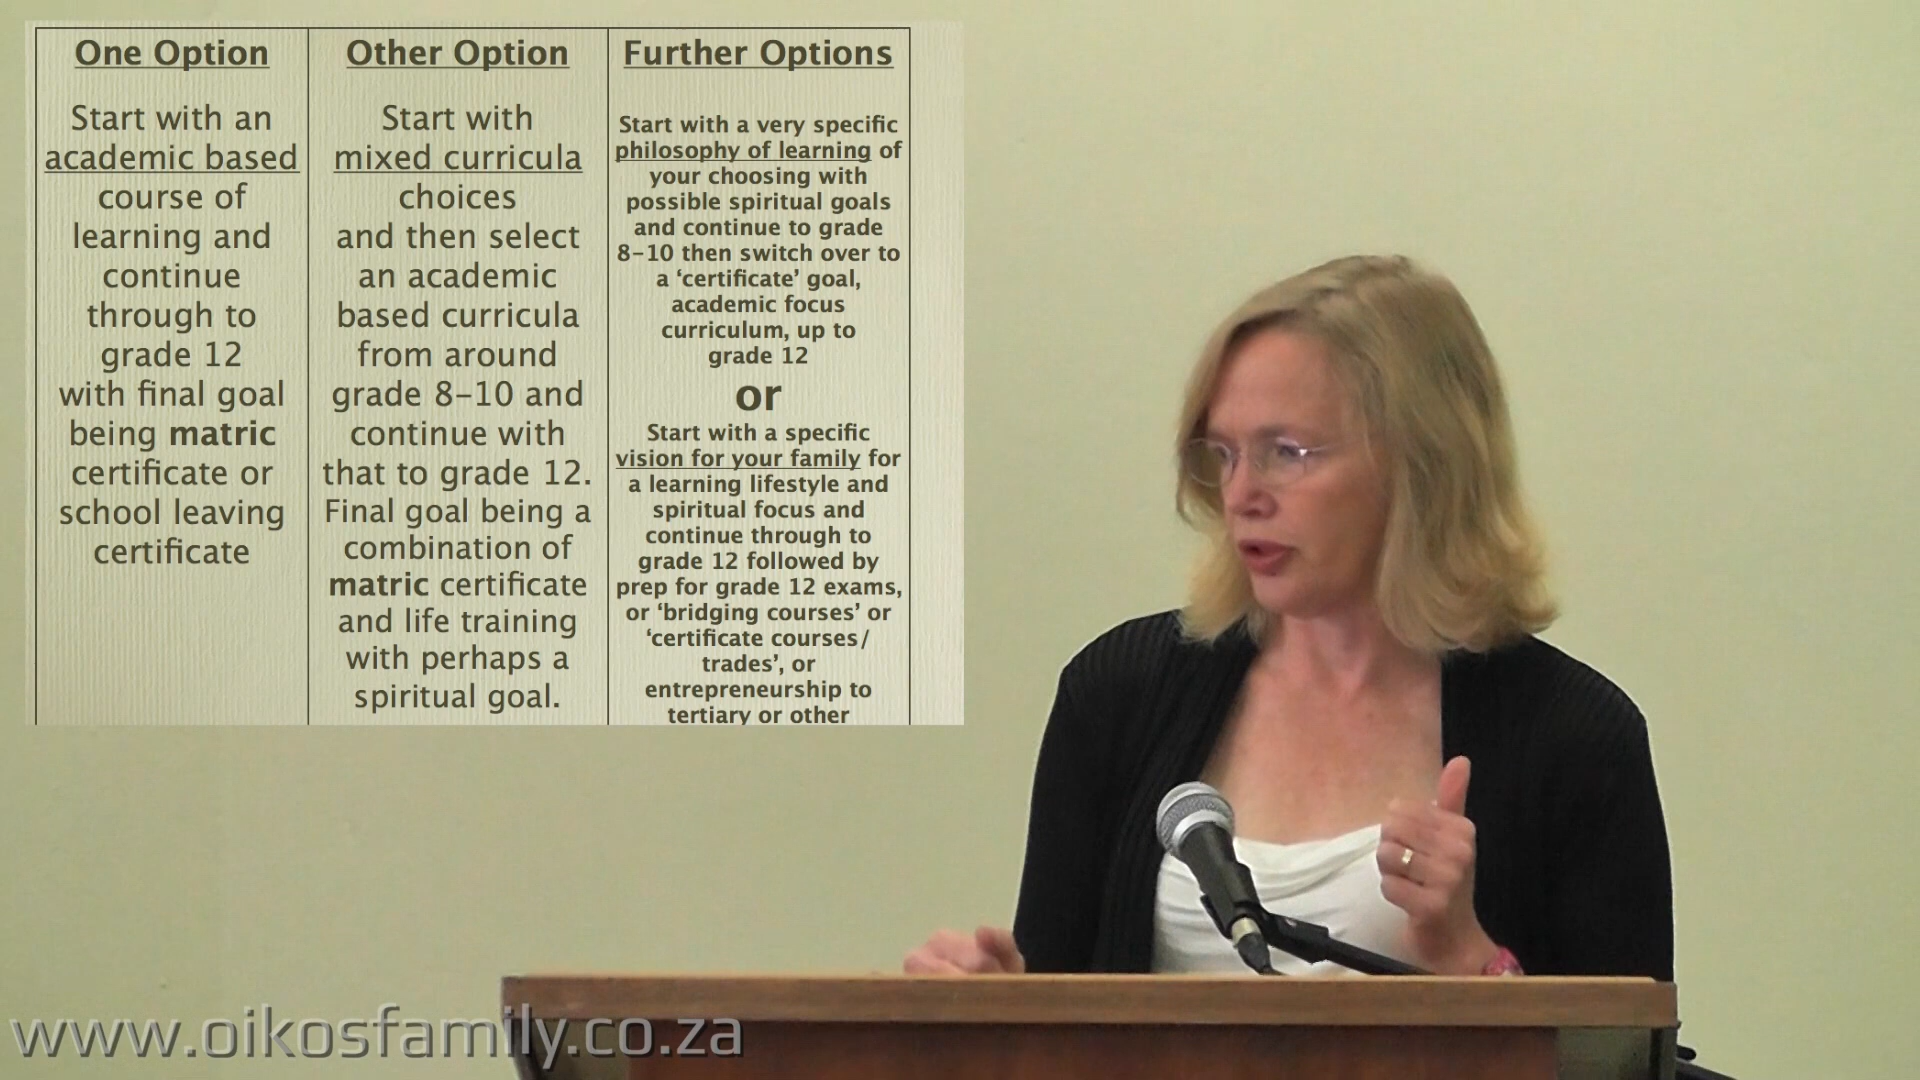 One Option
Start with an
academic based
course of
learning and
continue
through to
grade 12
with final goal
being matric
certificate or
school leaving
certificate
Other Option
Start with
mixed curricula
choices
and then select
an academic
based curricula
from around
grade 8-10 and
continue with
that to grade 12.
Final goal being a
combination of
matric certificate
and life training
with perhaps a
spiritual goal.
Further Options
Start with a very specific
philosophy of learning of
your choosing with
possible spiritual goals
and continue to grade
8-10 then switch over to
a ‘certificate’ goal,
academic focus
curriculum, up to
grade 12
or
Start with a specific
vision for your family for
a learning lifestyle and
spiritual focus and
continue through to
grade 12 followed by
prep for grade 12 exams,
or ‘bridging courses’ or
‘certificate courses/
trades’, or
entrepreneurship to
tertiary or other
www.oikosfamily.co.za